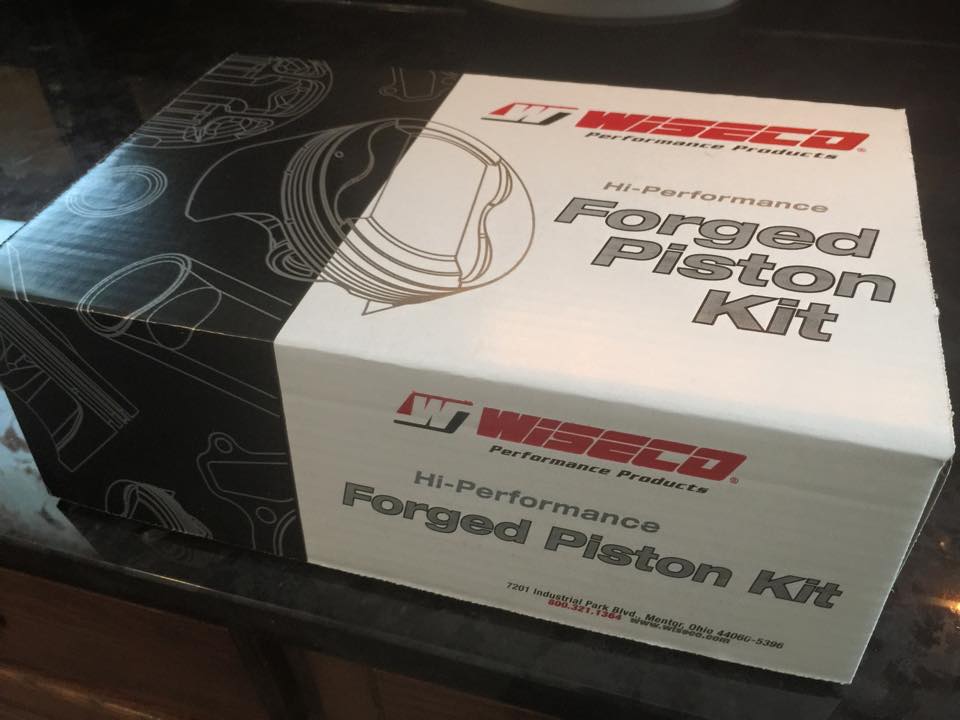 W WISECO®
Performance Products
Hi-Performance
Forged
Piston
Kit
W WISECO®
Performance Products
Hi-Performance
Forged Piston Kit
7201 Industrial Park Blvd., Mentor, Ohio 44060-5396
800.321.1364 www.wiseco.com